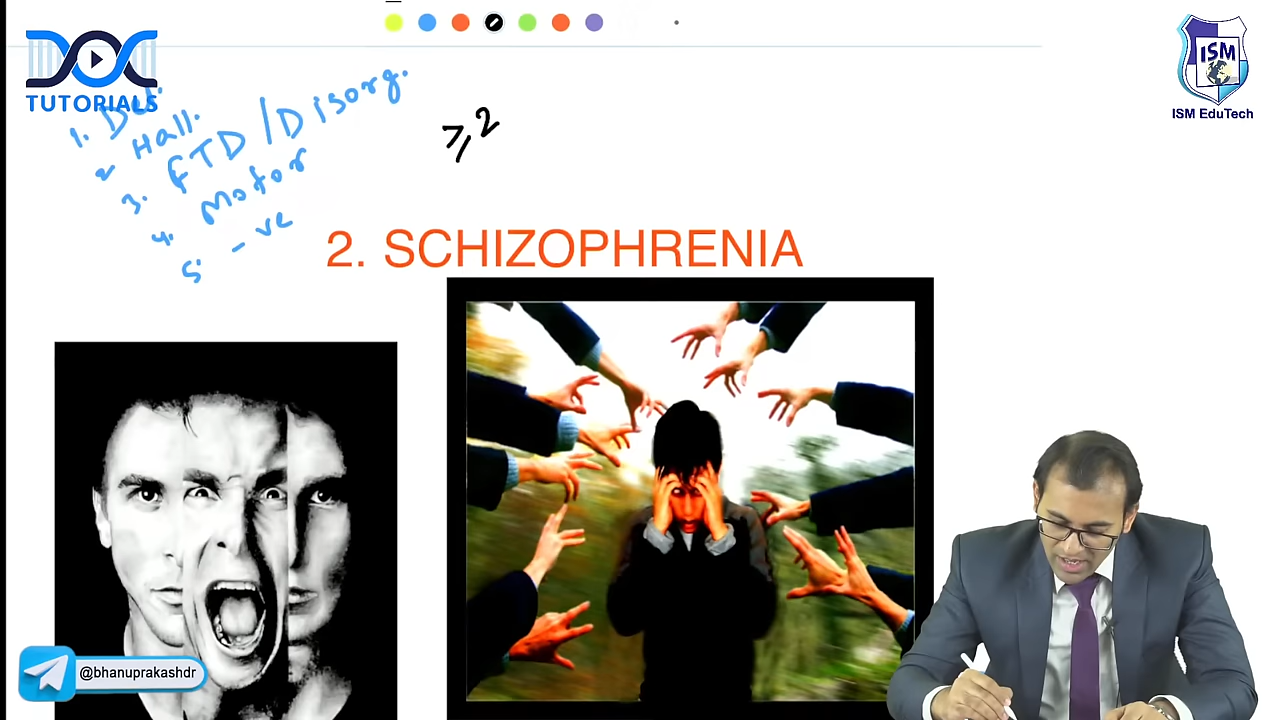 DOC
TUTORIALS
ISM
ISM EduTech
1. Del.
2 Hall.
3. FTD / Disorg.
4. Motor
5. -ve
≥2
2. SCHIZOPHRENIA
@bhanuprakashdr